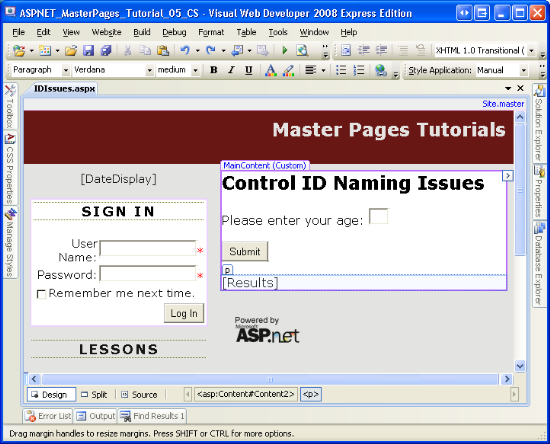 ASPNET_MasterPages_Tutorial_05_CS - Visual Web Developer 2008 Express Edition
File Edit View Website Build Debug Format Table Tools Window Help
XHTML 1.0 Transitional (
Paragraph Verdana medium B I U A Style Application: Manual
IDIssues.aspx
Toolbox
CSS Properties
Manage Styles
Site.master
Master Pages Tutorials
[DateDisplay]
SIGN IN
User Name:
*
Password:
*
Remember me next time.
Log In
LESSONS
MainContent (Custom)
Control ID Naming Issues
Please enter your age:
Submit
p
[Results]
Powered by
Microsoft
ASP.net
Solution Explorer
Properties
Database Explorer
Design Split Source <asp:Content#Content2> <p>
Error List Output Find Results 1
Drag margin handles to resize margins. Press SHIFT or CTRL for more options.